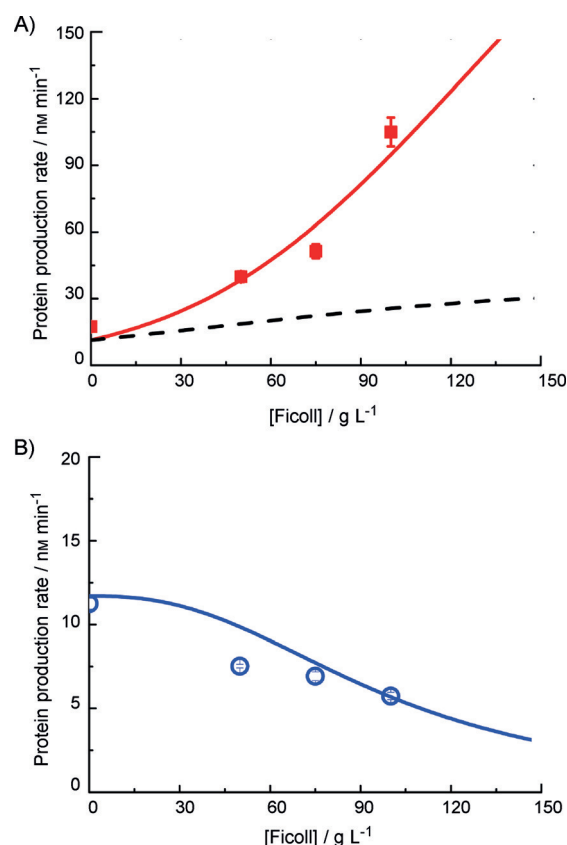 A)
Protein production rate / nM min⁻¹
150
120
90
60
30
0
0 30 60 90 120 150
[Ficoll] / g L⁻¹
B)
Protein production rate / nM min⁻¹
20
15
10
5
0
0 30 60 90 120 150
[Ficoll] / g L⁻¹